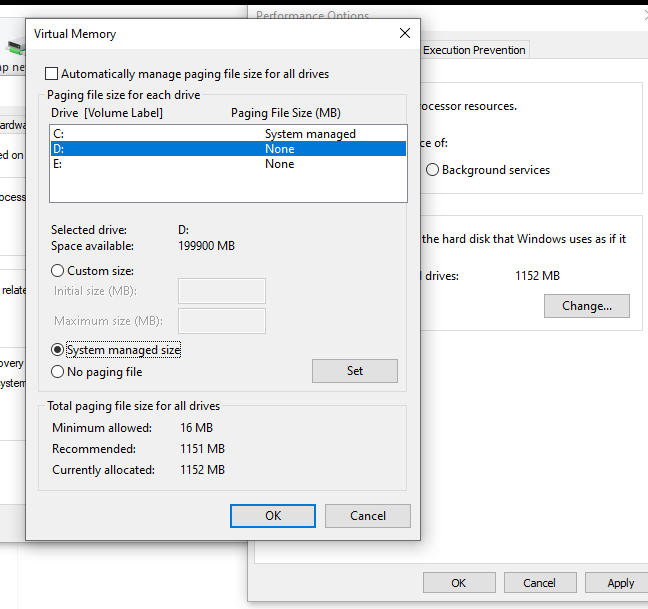 Performance Options
Virtual Memory
Execution Prevention
Automatically manage paging file size for all drives
Paging file size for each drive
Drive [Volume Label] Paging File Size (MB)
C: System managed
D: None
E: None
Selected drive: D:
Space available: 199900 MB
Custom size:
Initial size (MB):
Maximum size (MB):
System managed size
No paging file
Set
Total paging file size for all drives
Minimum allowed: 16 MB
Recommended: 1151 MB
Currently allocated: 1152 MB
OK Cancel
rocessor resources.
ce of:
Background services
the hard disk that Windows uses as if it
drives: 1152 MB
Change...
OK Cancel Apply
np ne
ardwa
ed on
ocess
relate
overy
ystem